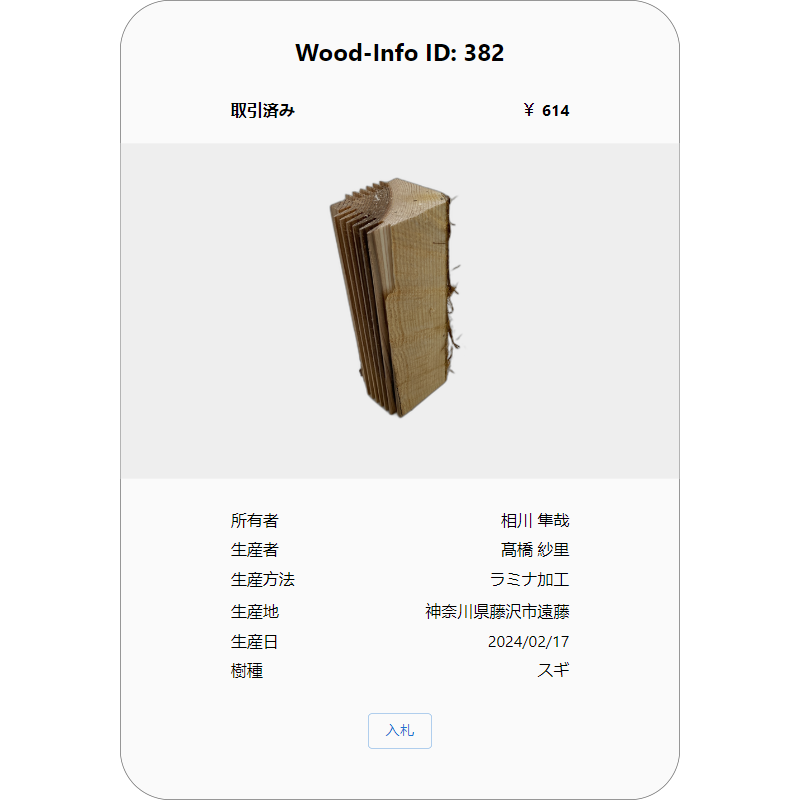 Wood-Info ID: 382
取引済み ￥ 614
所有者 相川 隼哉
生産者 髙橋 紗里
生産方法 ラミナ加工
生産地 神奈川県藤沢市遠藤
生産日 2024/02/17
樹種 スギ
入札